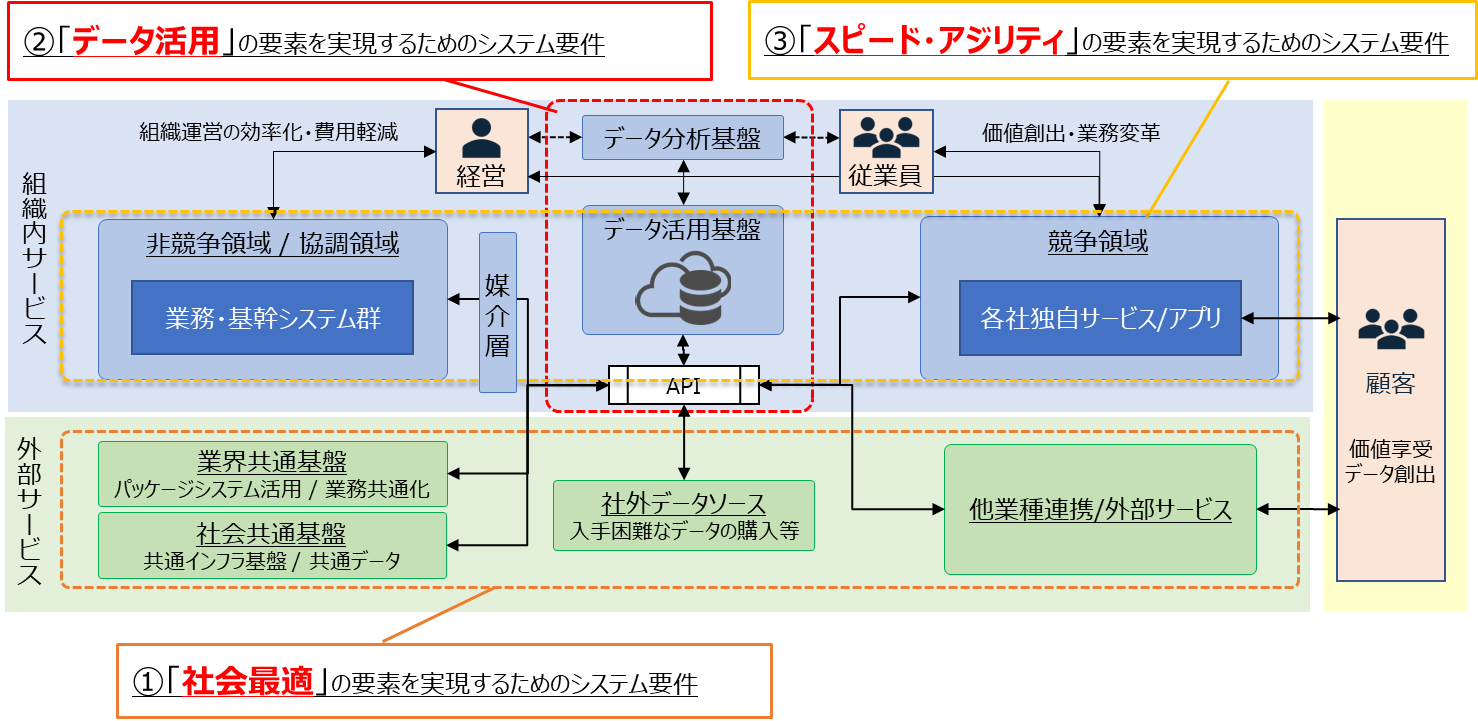 ②「データ活用」の要素を実現するためのシステム要件
③「スピード・アジリティ」の要素を実現するためのシステム要件
組織内サービス
組織運営の効率化・費用軽減
経営
データ分析基盤
従業員
価値創出・業務変革
非競争領域 / 協調領域
業務・基幹システム群
媒介層
データ活用基盤
API
競争領域
各社独自サービス/アプリ
顧客
価値享受
データ創出
外部サービス
業界共通基盤
パッケージシステム活用 / 業務共通化
社会共通基盤
共通インフラ基盤 / 共通データ
社外データソース
入手困難なデータの購入等
他業種連携/外部サービス
①「社会最適」の要素を実現するためのシステム要件